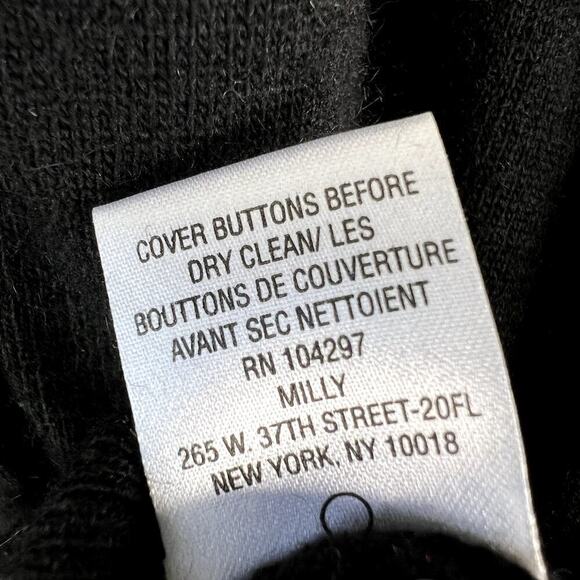 COVER BUTTONS BEFORE
DRY CLEAN/ LES
BOUTTONS DE COUVERTURE
AVANT SEC NETTOIENT
RN 104297
MILLY
265 W. 37TH STREET-20FL
NEW YORK, NY 10018